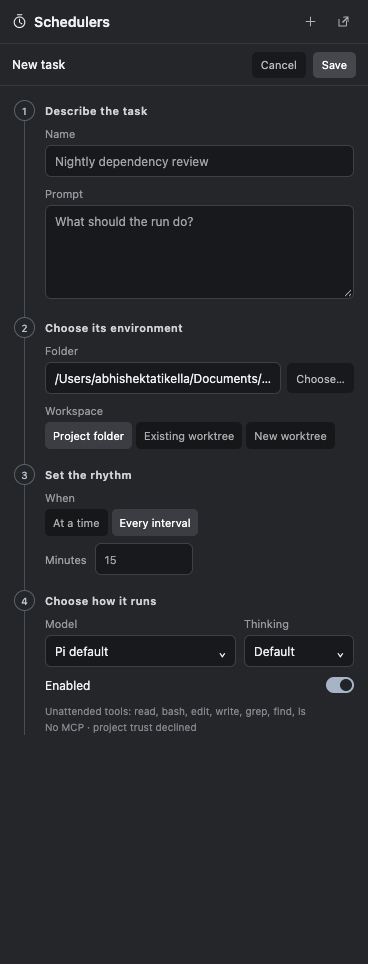 Schedulers
New task
Cancel
Save
1
Describe the task
Name
Nightly dependency review
Prompt
What should the run do?
2
Choose its environment
Folder
/Users/abhishektatikella/Documents/...
Choose...
Workspace
Project folder
Existing worktree
New worktree
3
Set the rhythm
When
At a time
Every interval
Minutes
15
4
Choose how it runs
Model
Thinking
Pi default
Default
Enabled
Unattended tools: read, bash, edit, write, grep, find, ls
No MCP · project trust declined